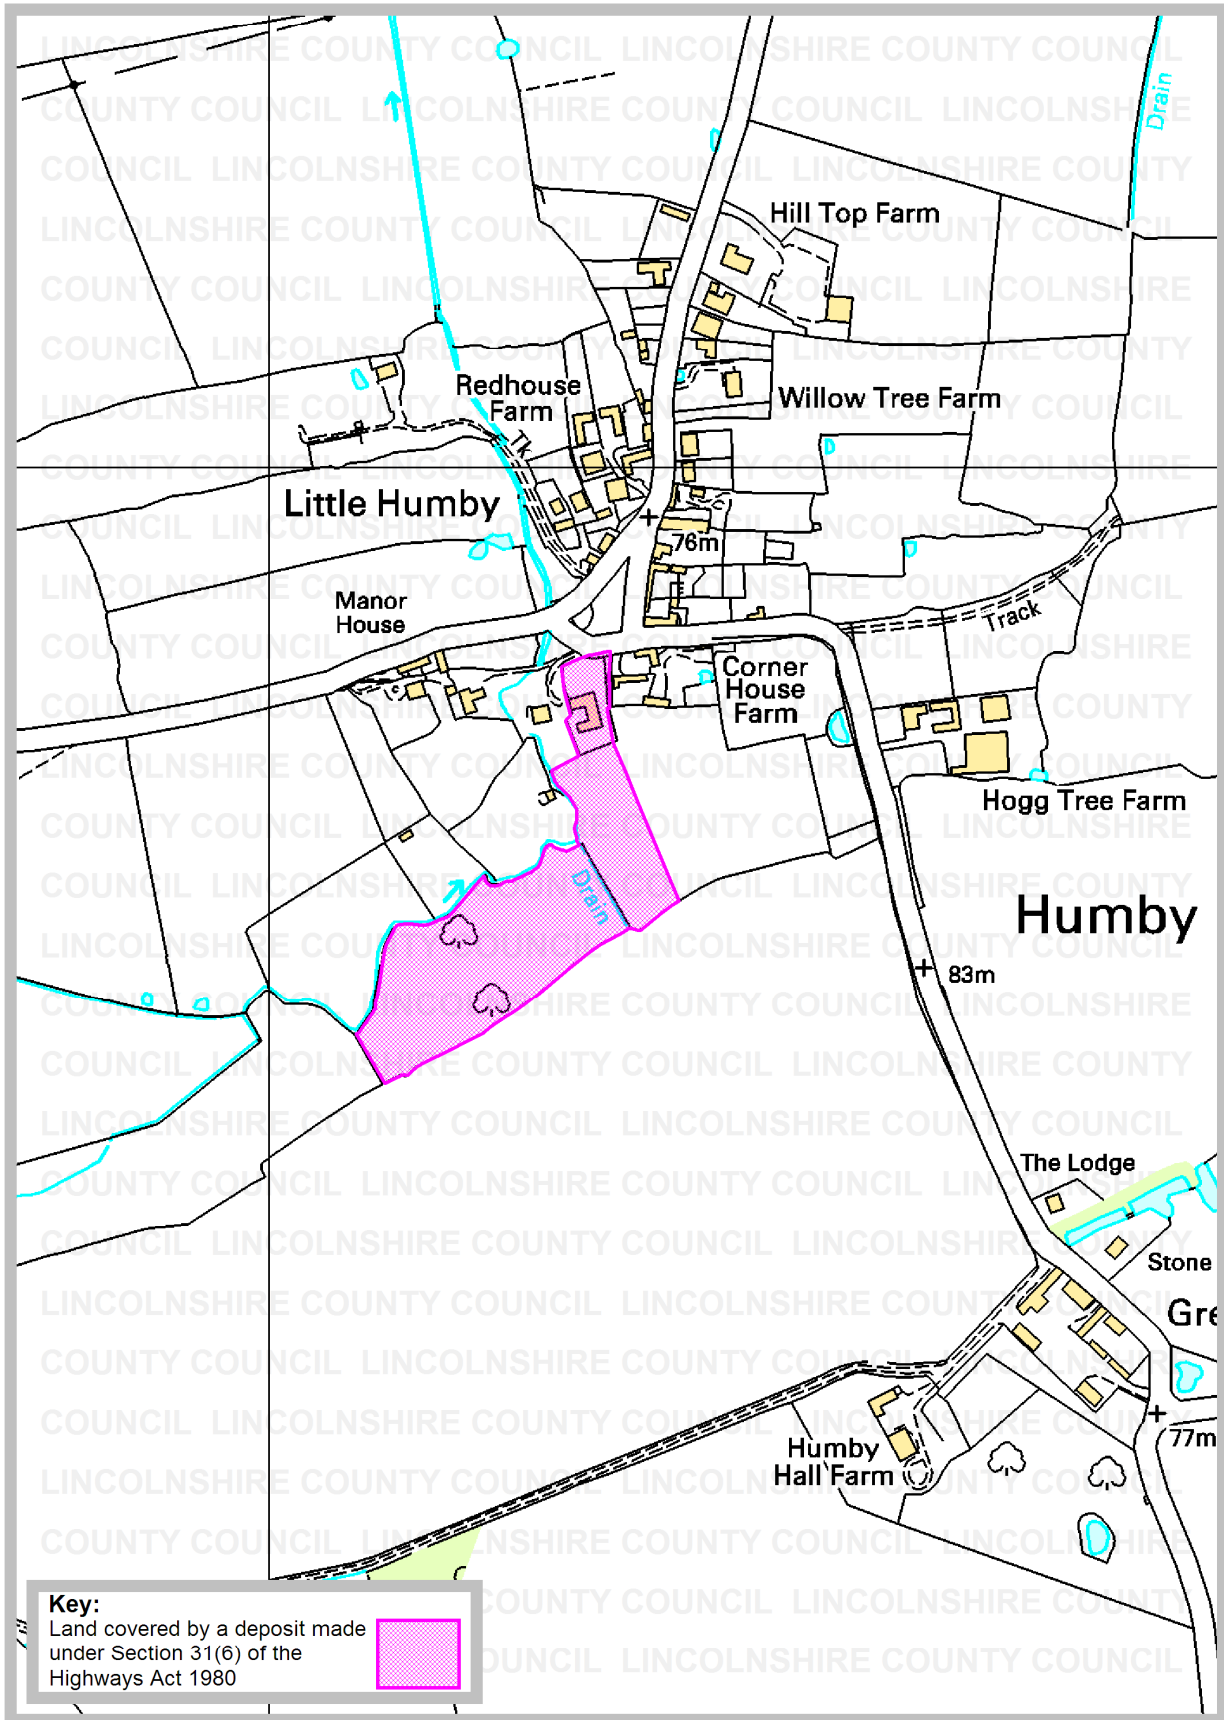 Drain
Hill Top Farm
Redhouse
Farm
Willow Tree Farm
Tk
Little Humby
76m
Manor
House
Track
Corner
House
Farm
Hogg Tree Farm
Drain
Humby
83m
The Lodge
Stone
Gre
Humby
Hall Farm
77m
Key:
Land covered by a deposit made
under Section 31(6) of the
Highways Act 1980
LINCOLNSHIRE COUNTY COUNCIL